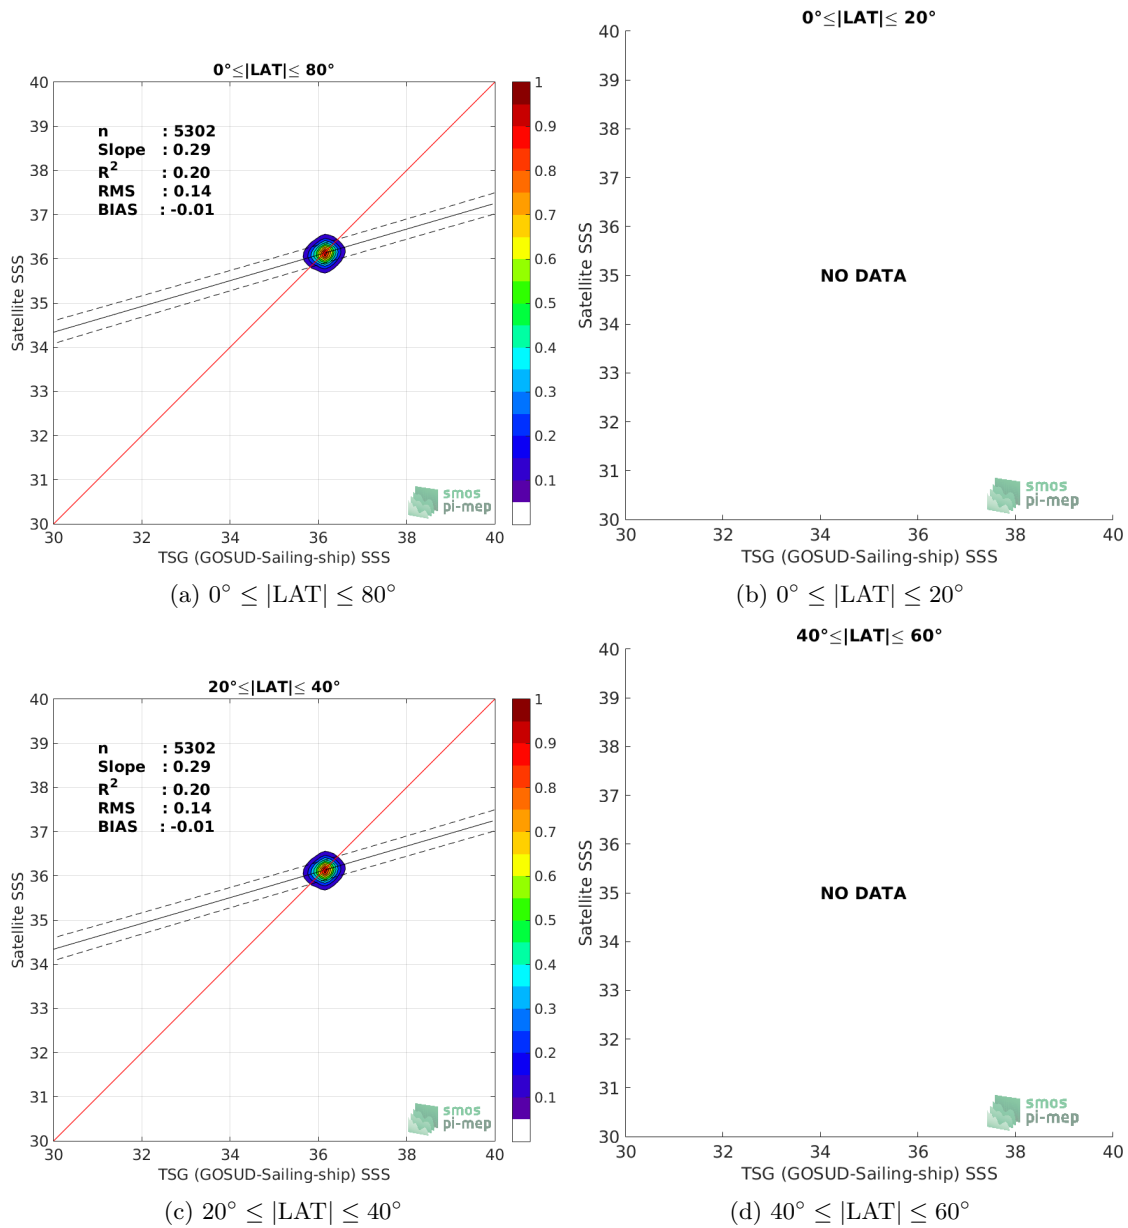 0°≤|LAT|≤ 80°
40
39
38
37
36
35
34
33
32
31
30
Satellite SSS
n : 5302
Slope : 0.29
R² : 0.20
RMS : 0.14
BIAS : -0.01
1
0.9
0.8
0.7
0.6
0.5
0.4
0.3
0.2
0.1
smos
pi-mep
30 32 34 36 38 40
TSG (GOSUD-Sailing-ship) SSS
(a) 0° ≤ |LAT| ≤ 80°
0°≤|LAT|≤ 20°
40
39
38
37
36
35
34
33
32
31
30
Satellite SSS
NO DATA
smos
pi-mep
30 32 34 36 38 40
TSG (GOSUD-Sailing-ship) SSS
(b) 0° ≤ |LAT| ≤ 20°
20°≤|LAT|≤ 40°
40
39
38
37
36
35
34
33
32
31
30
Satellite SSS
n : 5302
Slope : 0.29
R² : 0.20
RMS : 0.14
BIAS : -0.01
1
0.9
0.8
0.7
0.6
0.5
0.4
0.3
0.2
0.1
smos
pi-mep
30 32 34 36 38 40
TSG (GOSUD-Sailing-ship) SSS
(c) 20° ≤ |LAT| ≤ 40°
40°≤|LAT|≤ 60°
40
39
38
37
36
35
34
33
32
31
30
Satellite SSS
NO DATA
smos
pi-mep
30 32 34 36 38 40
TSG (GOSUD-Sailing-ship) SSS
(d) 40° ≤ |LAT| ≤ 60°